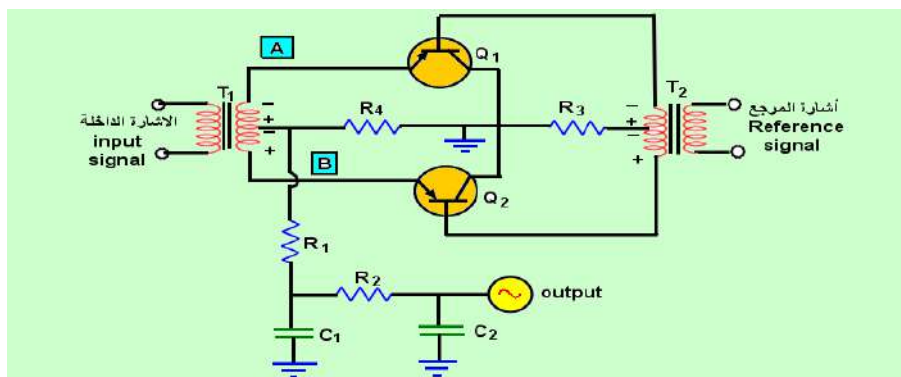 A
Q1
T1
T2
R4
R3
الاشارة الداخلة
input
signal
أشارة المرجع
Reference
signal
B
Q2
R1
R2
output
C1
C2